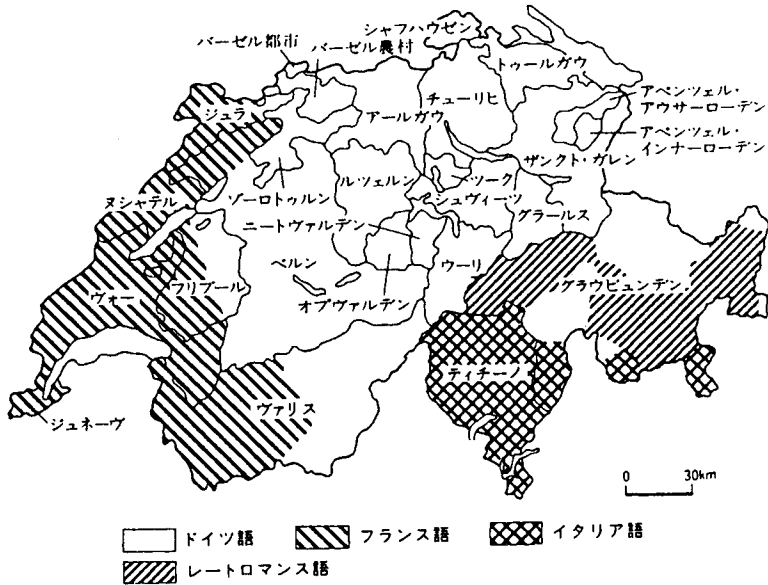 シャフハウゼン
バーゼル都市
バーゼル農村
トゥールガウ
アペンツェル・
アウサーローデン
ジュラ
チューリヒ
アールガウ
アペンツェル・
インナーローデン
ザンクト・ガレン
ヌシャテル
ゾーロトゥルン
ルツェルン
ツーク
シュヴィーツ
グラールス
ニートヴァルデン
ベルン
ウーリ
オプヴァルデン
グラウビュンデン
ヴォー
フリブール
ティチーノ
ヴァリス
ジュネーヴ
0 30km
ドイツ語
フランス語
イタリア語
レートロマンス語